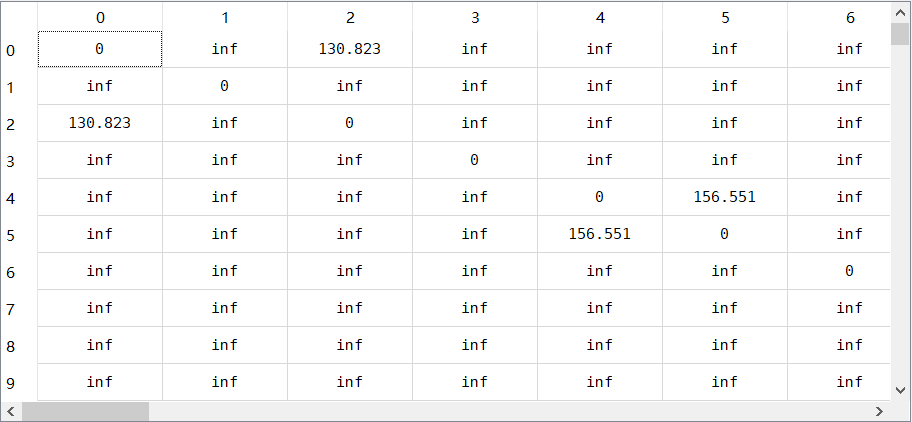 0 1 2 3 4 5 6
0 0 inf 130.823 inf inf inf inf
1 inf 0 inf inf inf inf inf
2 130.823 inf 0 inf inf inf inf
3 inf inf inf 0 inf inf inf
4 inf inf inf inf 0 156.551 inf
5 inf inf inf inf 156.551 0 inf
6 inf inf inf inf inf inf 0
7 inf inf inf inf inf inf inf
8 inf inf inf inf inf inf inf
9 inf inf inf inf inf inf inf